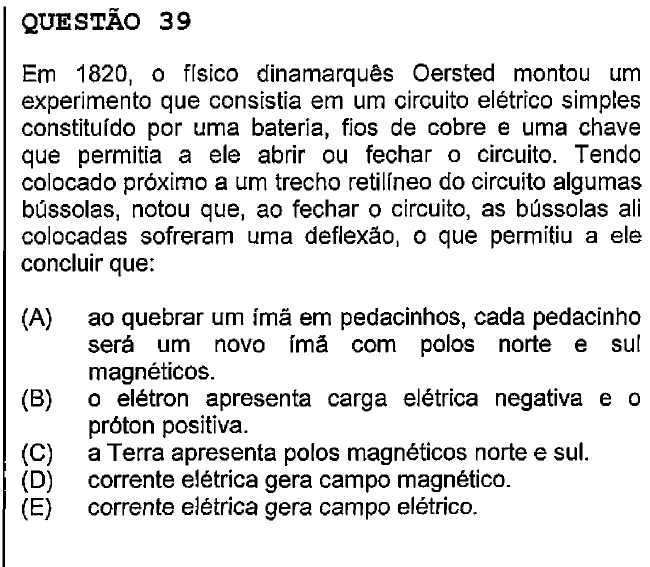 QUESTÃO 39
Em 1820, o físico dinamarquês Oersted montou um
experimento que consistia em um circuito elétrico simples
constituído por uma bateria, fios de cobre e uma chave
que permitia a ele abrir ou fechar o circuito. Tendo
colocado próximo a um trecho retilíneo do circuito algumas
bússolas, notou que, ao fechar o circuito, as bússolas ali
colocadas sofreram uma deflexão, o que permitiu a ele
concluir que:
(A) ao quebrar um ímã em pedacinhos, cada pedacinho
será um novo ímã com polos norte e sul
magnéticos.
(B) o elétron apresenta carga elétrica negativa e o
próton positiva.
(C) a Terra apresenta polos magnéticos norte e sul.
(D) corrente elétrica gera campo magnético.
(E) corrente elétrica gera campo elétrico.